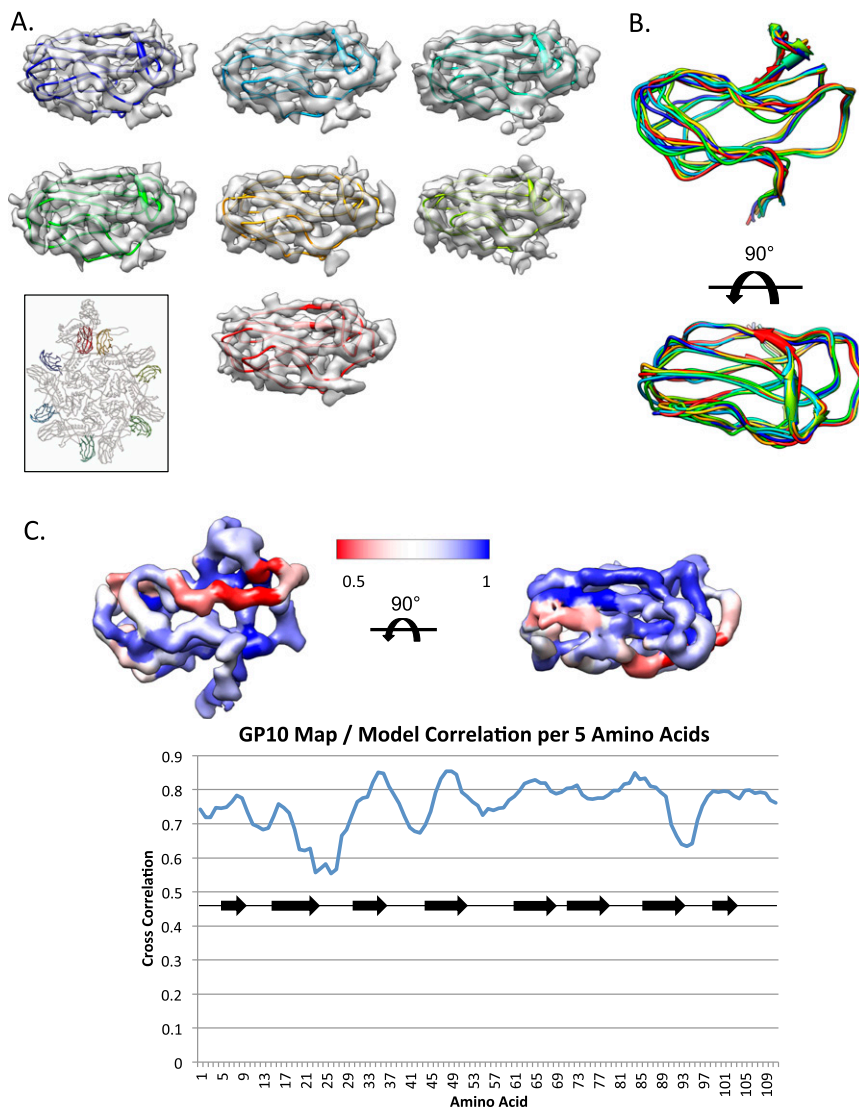 A.
B.
90°
C.
0.5 1
90°
GP10 Map / Model Correlation per 5 Amino Acids
0.9
0.8
0.7
0.6
0.5
0.4
0.3
0.2
0.1
0
Cross Correlation
1 5 9 13 17 21 25 29 33 37 41 45 49 53 57 61 65 69 73 77 81 85 89 93 97 101 105 109
Amino Acid